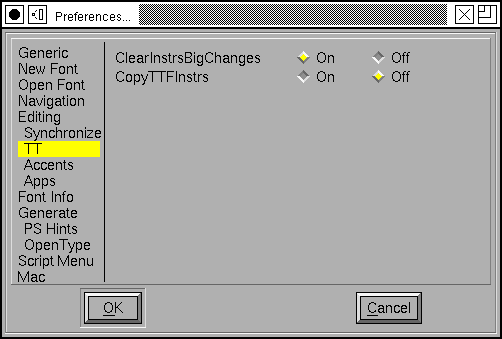 Preferences...
Generic
New Font
Open Font
Navigation
Editing
Synchronize
TT
Accents
Apps
Font Info
Generate
PS Hints
OpenType
Script Menu
Mac
ClearInstrsBigChanges On Off
CopyTTFInstrs On Off
OK Cancel